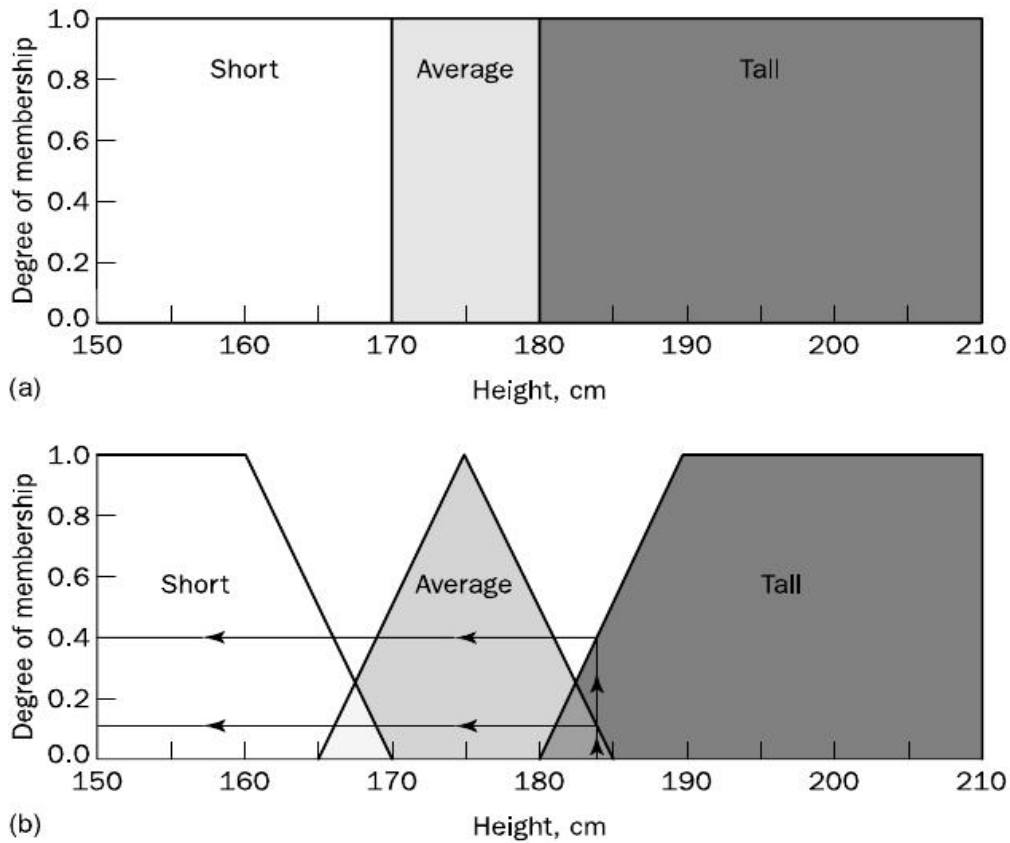 Degree of membership
1.0
0.8
0.6
0.4
0.2
0.0
Short
Average
Tall
150 160 170 180 190 200 210
Height, cm
(a)
Degree of membership
1.0
0.8
0.6
0.4
0.2
0.0
Short
Average
Tall
150 160 170 180 190 200 210
Height, cm
(b)